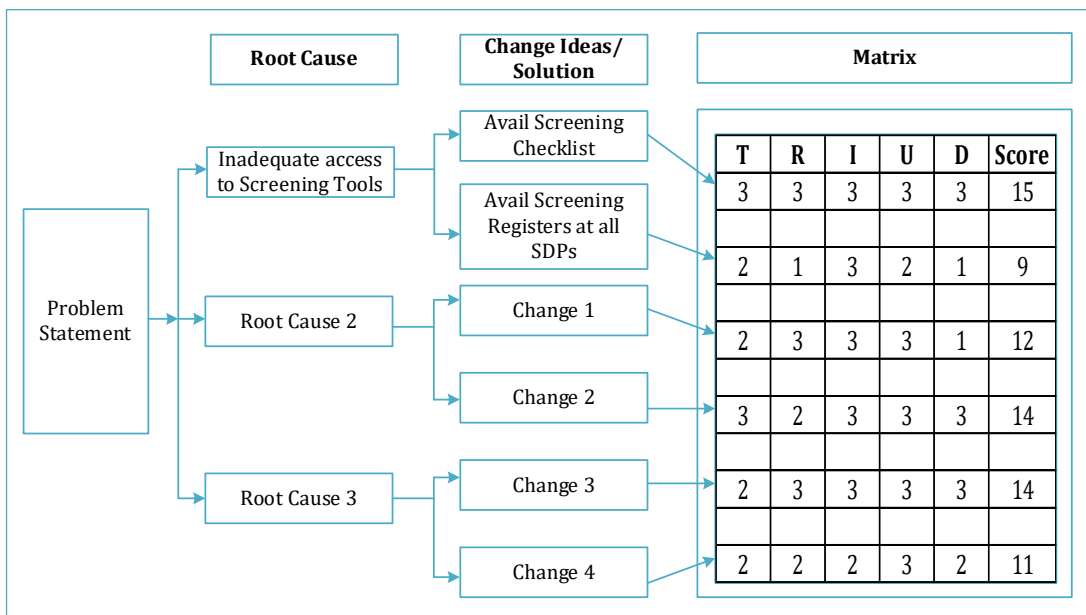 Root Cause
Change Ideas/
Solution
Matrix
Problem
Statement
Inadequate access
to Screening Tools
Root Cause 2
Root Cause 3
Avail Screening
Checklist
Avail Screening
Registers at all
SDPs
Change 1
Change 2
Change 3
Change 4
T R I U D Score
3 3 3 3 3 15
2 1 3 2 1 9
2 3 3 3 1 12
3 2 3 3 3 14
2 3 3 3 3 14
2 2 2 3 2 11